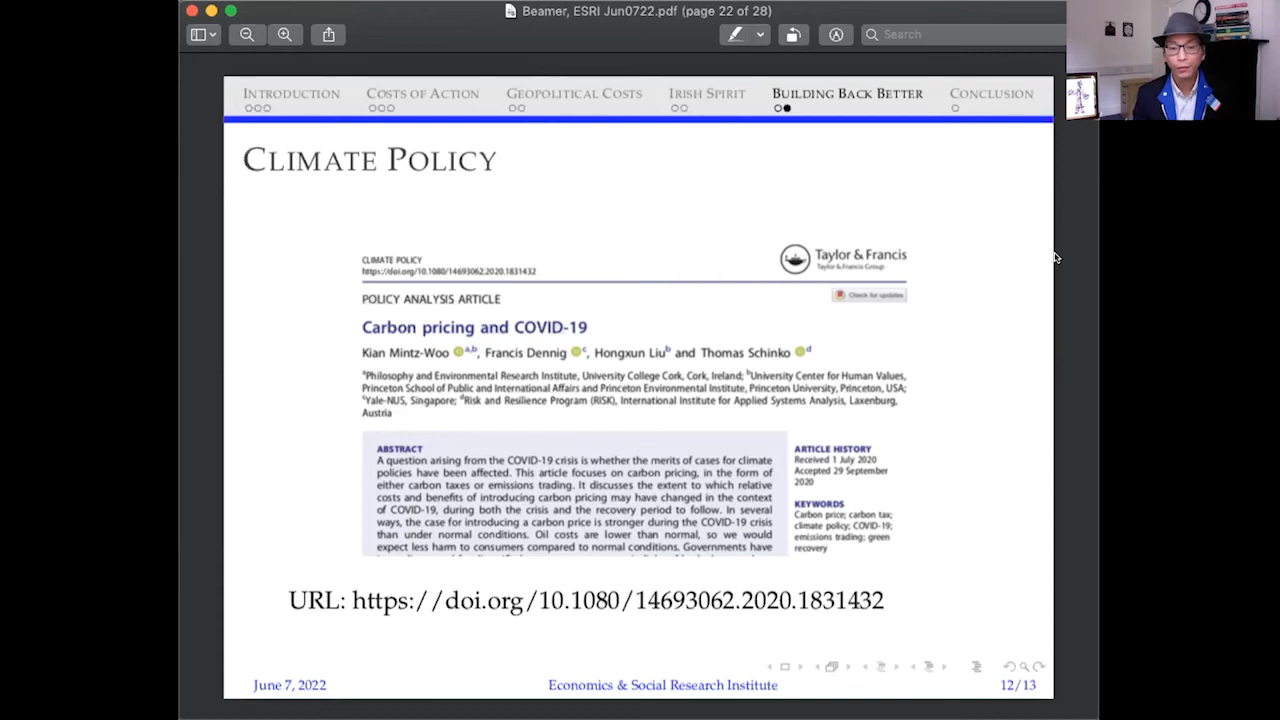 Beamer, ESRI Jun0722.pdf (page 22 of 28)
Search
INTRODUCTION COSTS OF ACTION GEOPOLITICAL COSTS IRISH SPIRIT BUILDING BACK BETTER CONCLUSION
CLIMATE POLICY
CLIMATE POLICY
https://doi.org/10.1080/14693062.2020.1831432
Taylor & Francis
Taylor & Francis Group
POLICY ANALYSIS ARTICLE
Check for updates
Carbon pricing and COVID-19
Kian Mintz-Woo a,b, Francis Dennig c, Hongxun Liu b and Thomas Schinko d
aPhilosophy and Environmental Research Institute, University College Cork, Cork, Ireland; bUniversity Center for Human Values,
Princeton School of Public and International Affairs and Princeton Environmental Institute, Princeton University, Princeton, USA;
cYale-NUS, Singapore; dRisk and Resilience Program (RISK), International Institute for Applied Systems Analysis, Laxenburg,
Austria
ABSTRACT
A question arising from the COVID-19 crisis is whether the merits of cases for climate
policies have been affected. This article focuses on carbon pricing, in the form of
either carbon taxes or emissions trading. It discusses the extent to which relative
costs and benefits of introducing carbon pricing may have changed in the context
of COVID-19, during both the crisis and the recovery period to follow. In several
ways, the case for introducing a carbon price is stronger during the COVID-19 crisis
than under normal conditions. Oil costs are lower than normal, so we would
expect less harm to consumers compared to normal conditions. Governments have
ARTICLE HISTORY
Received 1 July 2020
Accepted 29 September
2020
KEYWORDS
Carbon price; carbon tax;
climate policy; COVID-19;
emissions trading; green
recovery
URL: https://doi.org/10.1080/14693062.2020.1831432
June 7, 2022 Economics & Social Research Institute 12/13